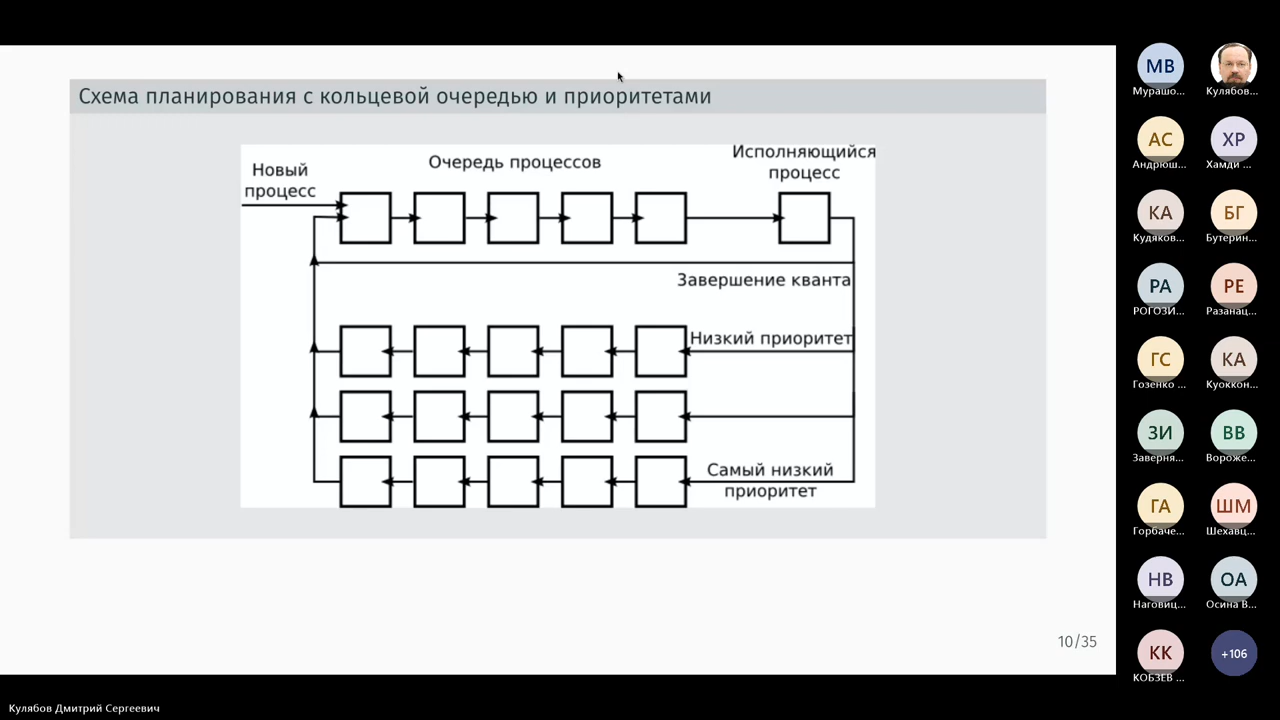 Схема планирования с кольцевой очередью и приоритетами
Новый
процесс
Очередь процессов
Исполняющийся
процесс
Завершение кванта
Низкий приоритет
Самый низкий
приоритет
10/35
МВ
Мурашо...
Кулябов...
АС
Андрюш...
ХР
Хамди ...
КА
Кудяков...
БГ
Бутерин...
РА
РОГОЗИ...
РЕ
Разанац...
ГС
Гозенко ...
КА
Куоккон...
ЗИ
Заверня...
ВВ
Вороже...
ГА
Горбаче...
ШМ
Шехавц...
НВ
Наговиц...
ОА
Осина В...
КК
КОБЗЕВ ...
+106
Кулябов Дмитрий Сергеевич